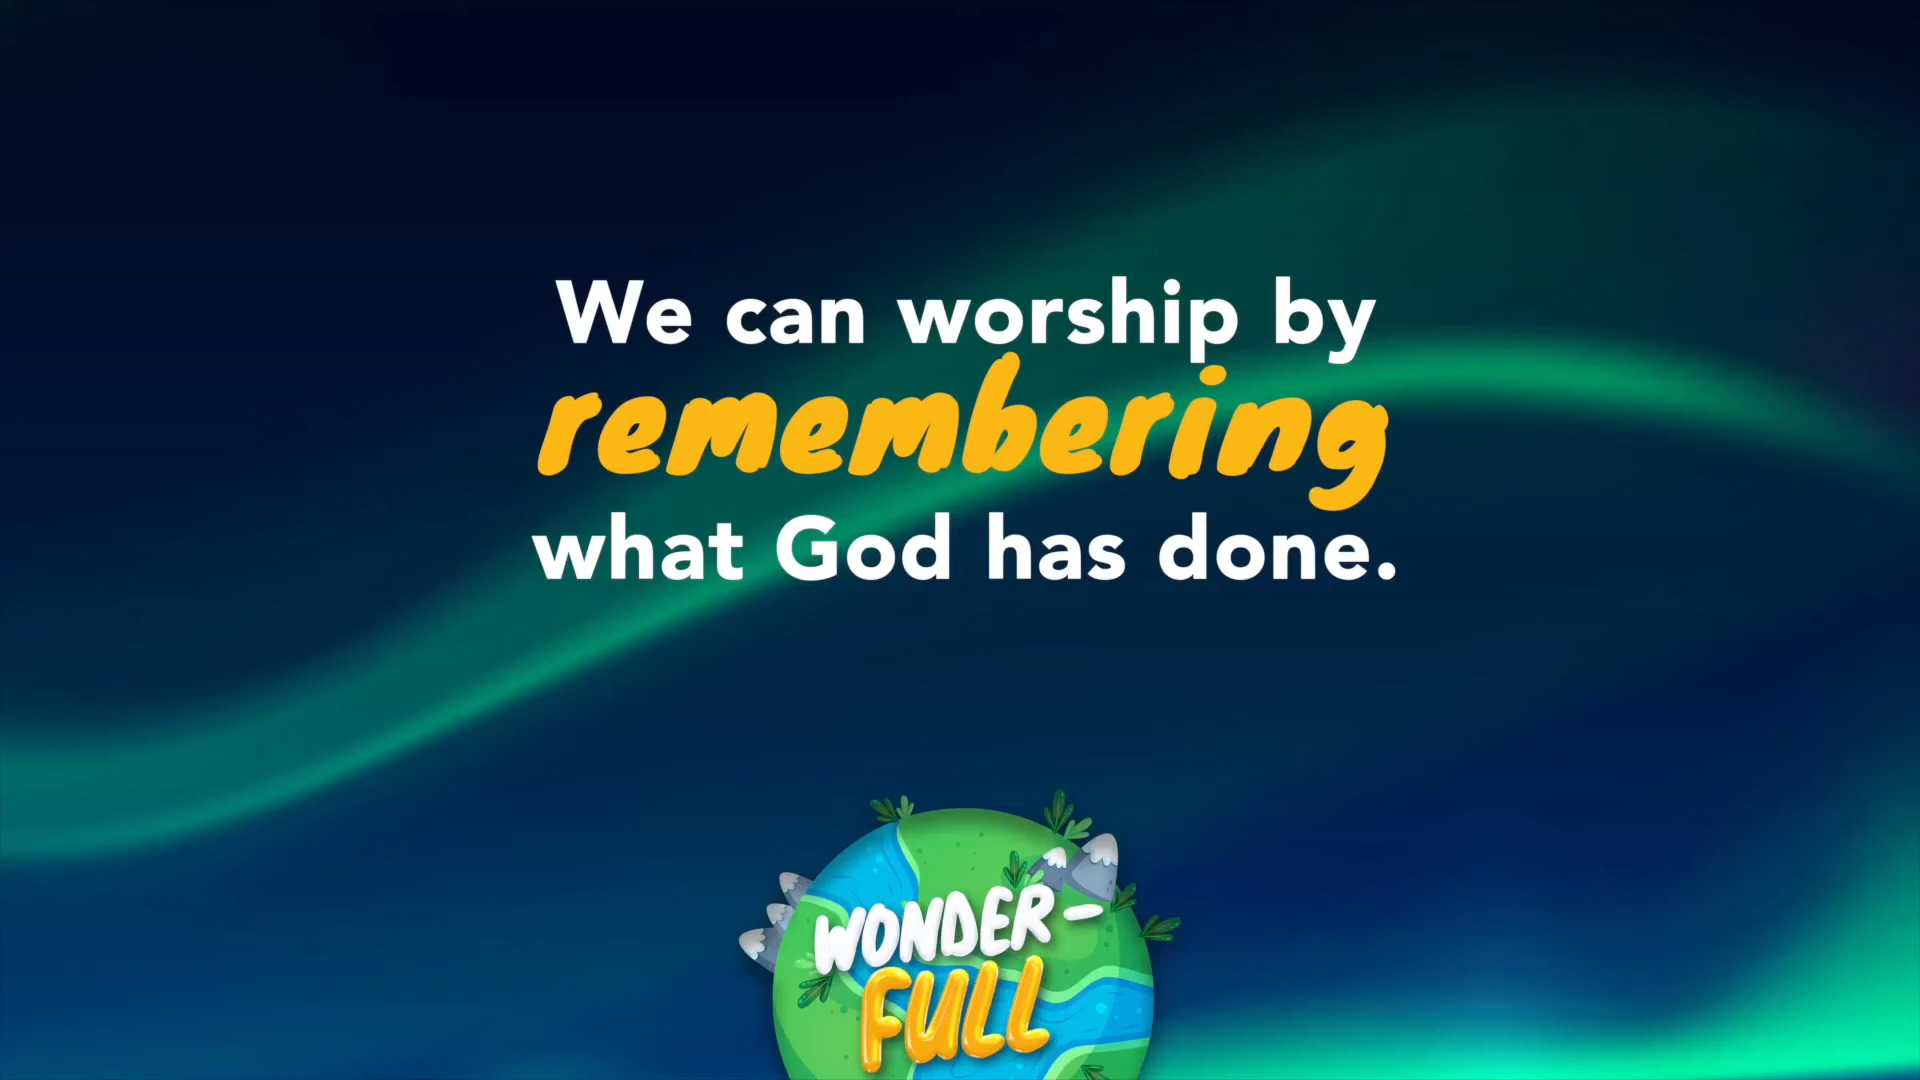 We can worship by
remembering
what God has done.
WONDER-
FULL